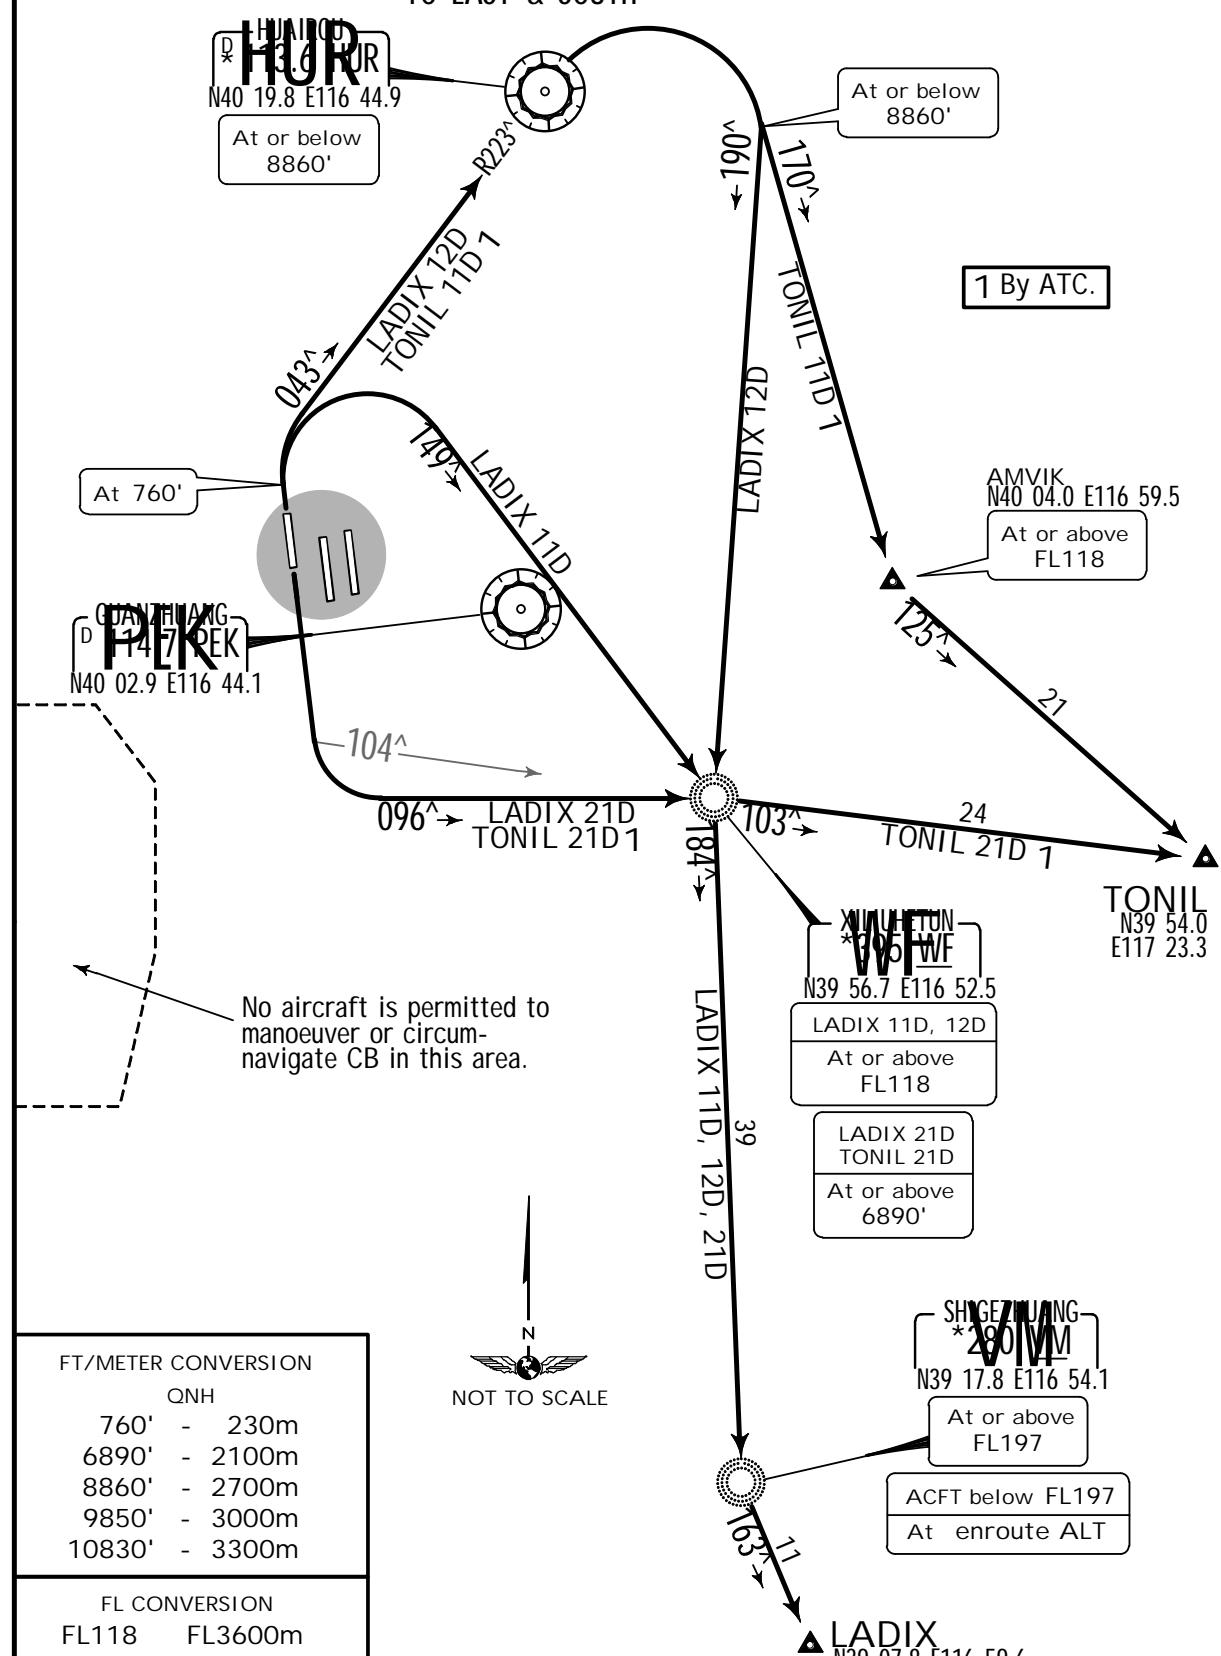 HUAIROU
D
* 113.6 HUR
HUR
N40 19.8 E116 44.9
At or below
8860'
At or below
8860'
R223^
190^
170^
LADIX 12D
TONIL 11D 1
043^
TONIL 11D 1
1 By ATC.
LADIX 12D
149^
LADIX 11D
At 760'
AMVIK
N40 04.0 E116 59.5
At or above
FL118
D
PEK
N40 02.9 E116 44.1
125^
21
104^
096^
LADIX 21D
TONIL 21D 1
103^
24
TONIL 21D 1
184^
TONIL
N39 54.0
E117 23.3
WF
WF
N39 56.7 E116 52.5
LADIX 11D, 12D
At or above
FL118
LADIX 21D
TONIL 21D
At or above
6890'
No aircraft is permitted to
manoeuver or circum-
navigate CB in this area.
LADIX 11D, 12D, 21D
39
N
NOT TO SCALE
VM
N39 17.8 E116 54.1
At or above
FL197
ACFT below FL197
At enroute ALT
163^
11
LADIX
FT/METER CONVERSION
QNH
760' - 230m
6890' - 2100m
8860' - 2700m
9850' - 3000m
10830' - 3300m
FL CONVERSION
FL118 FL3600m